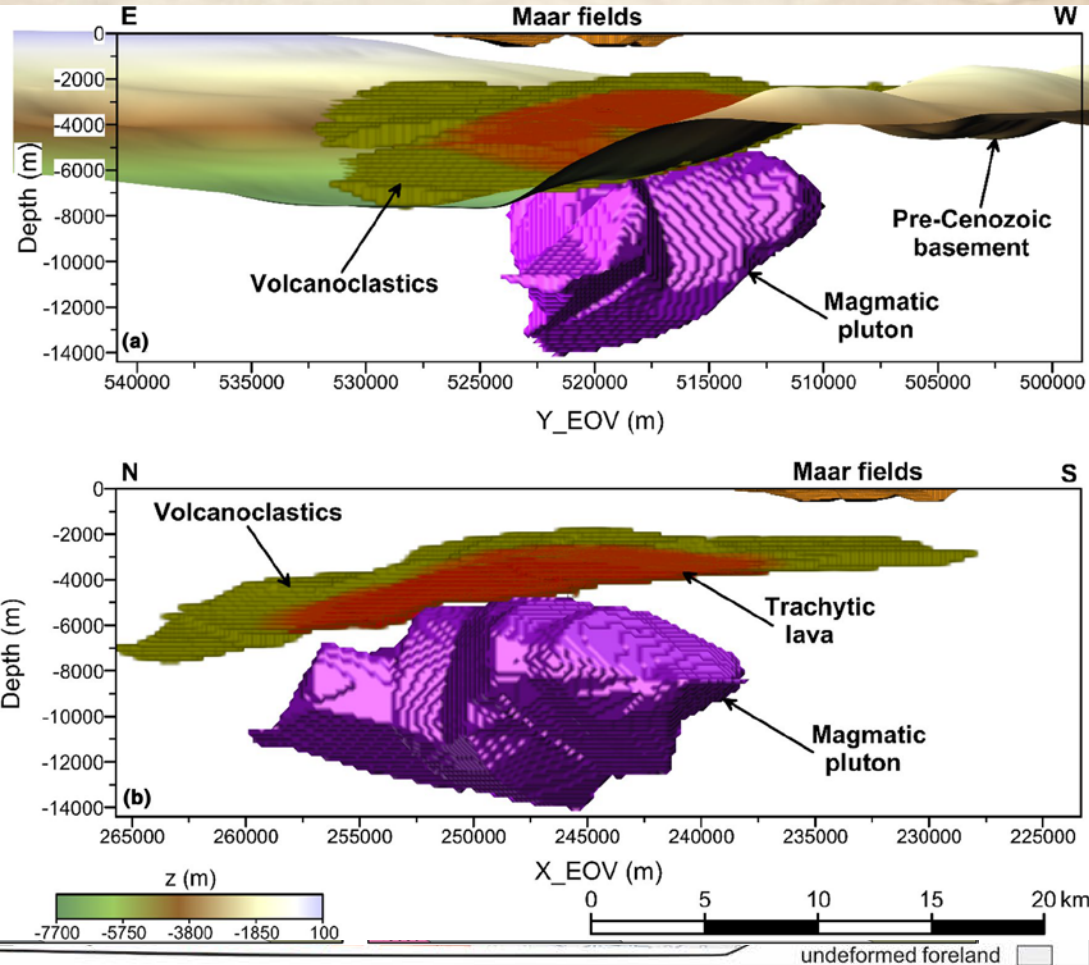 E Maar fields W
0
-2000
-4000
-6000
-8000
-10000
-12000
-14000
Depth (m)
Volcanoclastics
Pre-Cenozoic
basement
Magmatic
pluton
(a)
540000 535000 530000 525000 520000 515000 510000 505000 500000
Y_EOV (m)
N Maar fields S
0
-2000
-4000
-6000
-8000
-10000
-12000
-14000
Depth (m)
Volcanoclastics
Trachytic
lava
Magmatic
pluton
(b)
265000 260000 255000 250000 245000 240000 235000 230000 225000
X_EOV (m)
z (m)
-7700 -5750 -3800 -1850 100
0 5 10 15 20 km
undeformed foreland